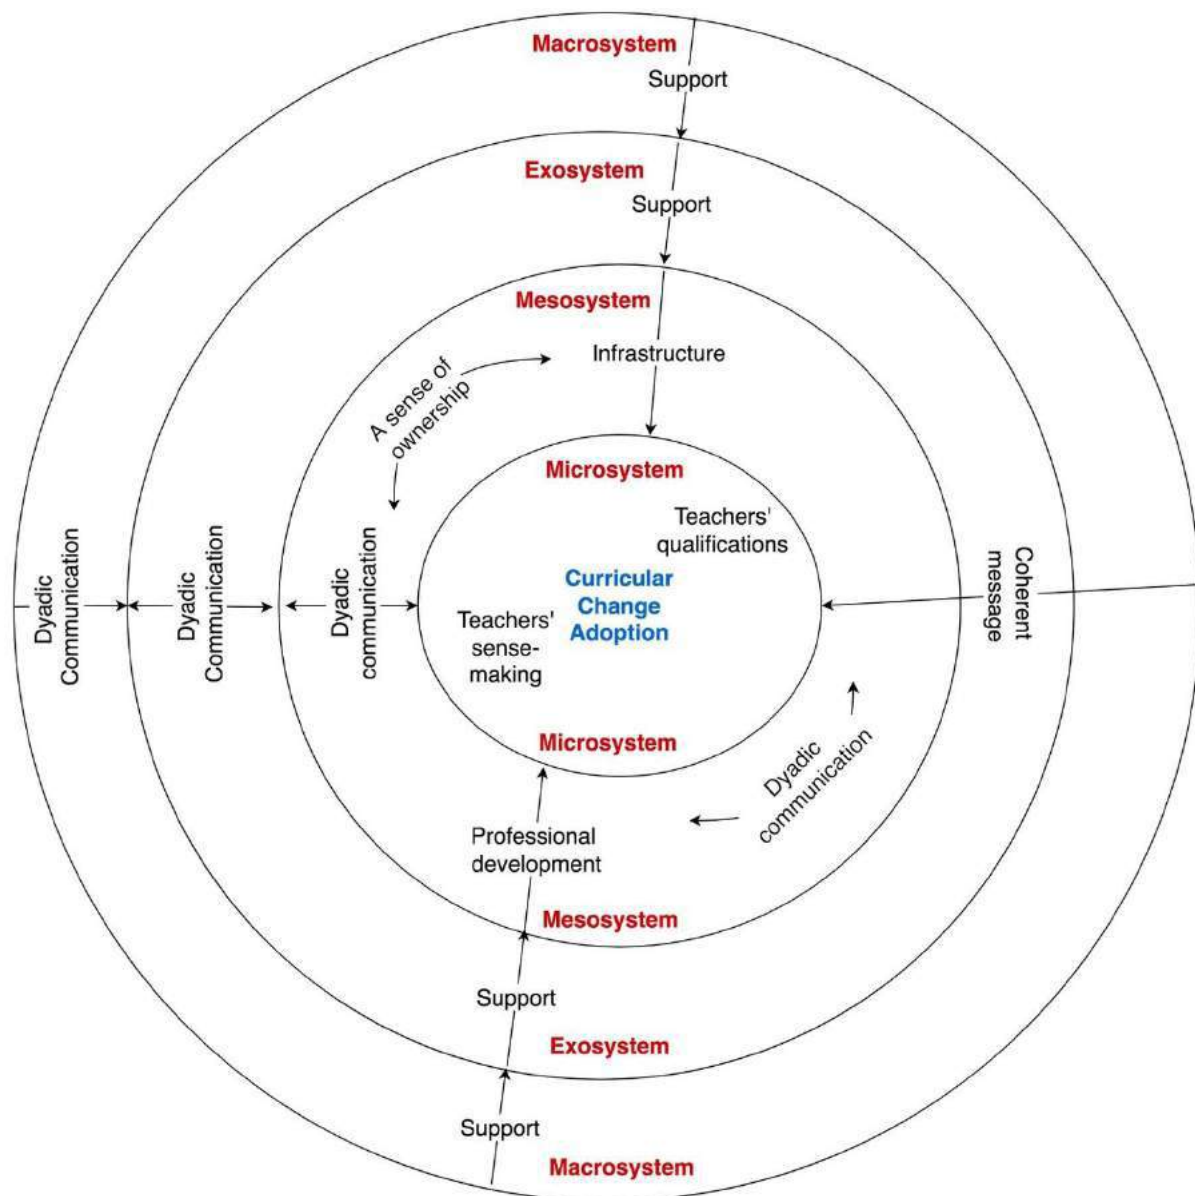 Macrosystem
Support
Exosystem
Support
Mesosystem
Infrastructure
A sense of
ownership
Microsystem
Teachers'
qualifications
Dyadic
Communication
Dyadic
Communication
Dyadic
communication
Curricular
Change
Adoption
Coherent
message
Teachers'
sense-
making
Microsystem
Dyadic
communication
Professional
development
Mesosystem
Support
Exosystem
Support
Macrosystem